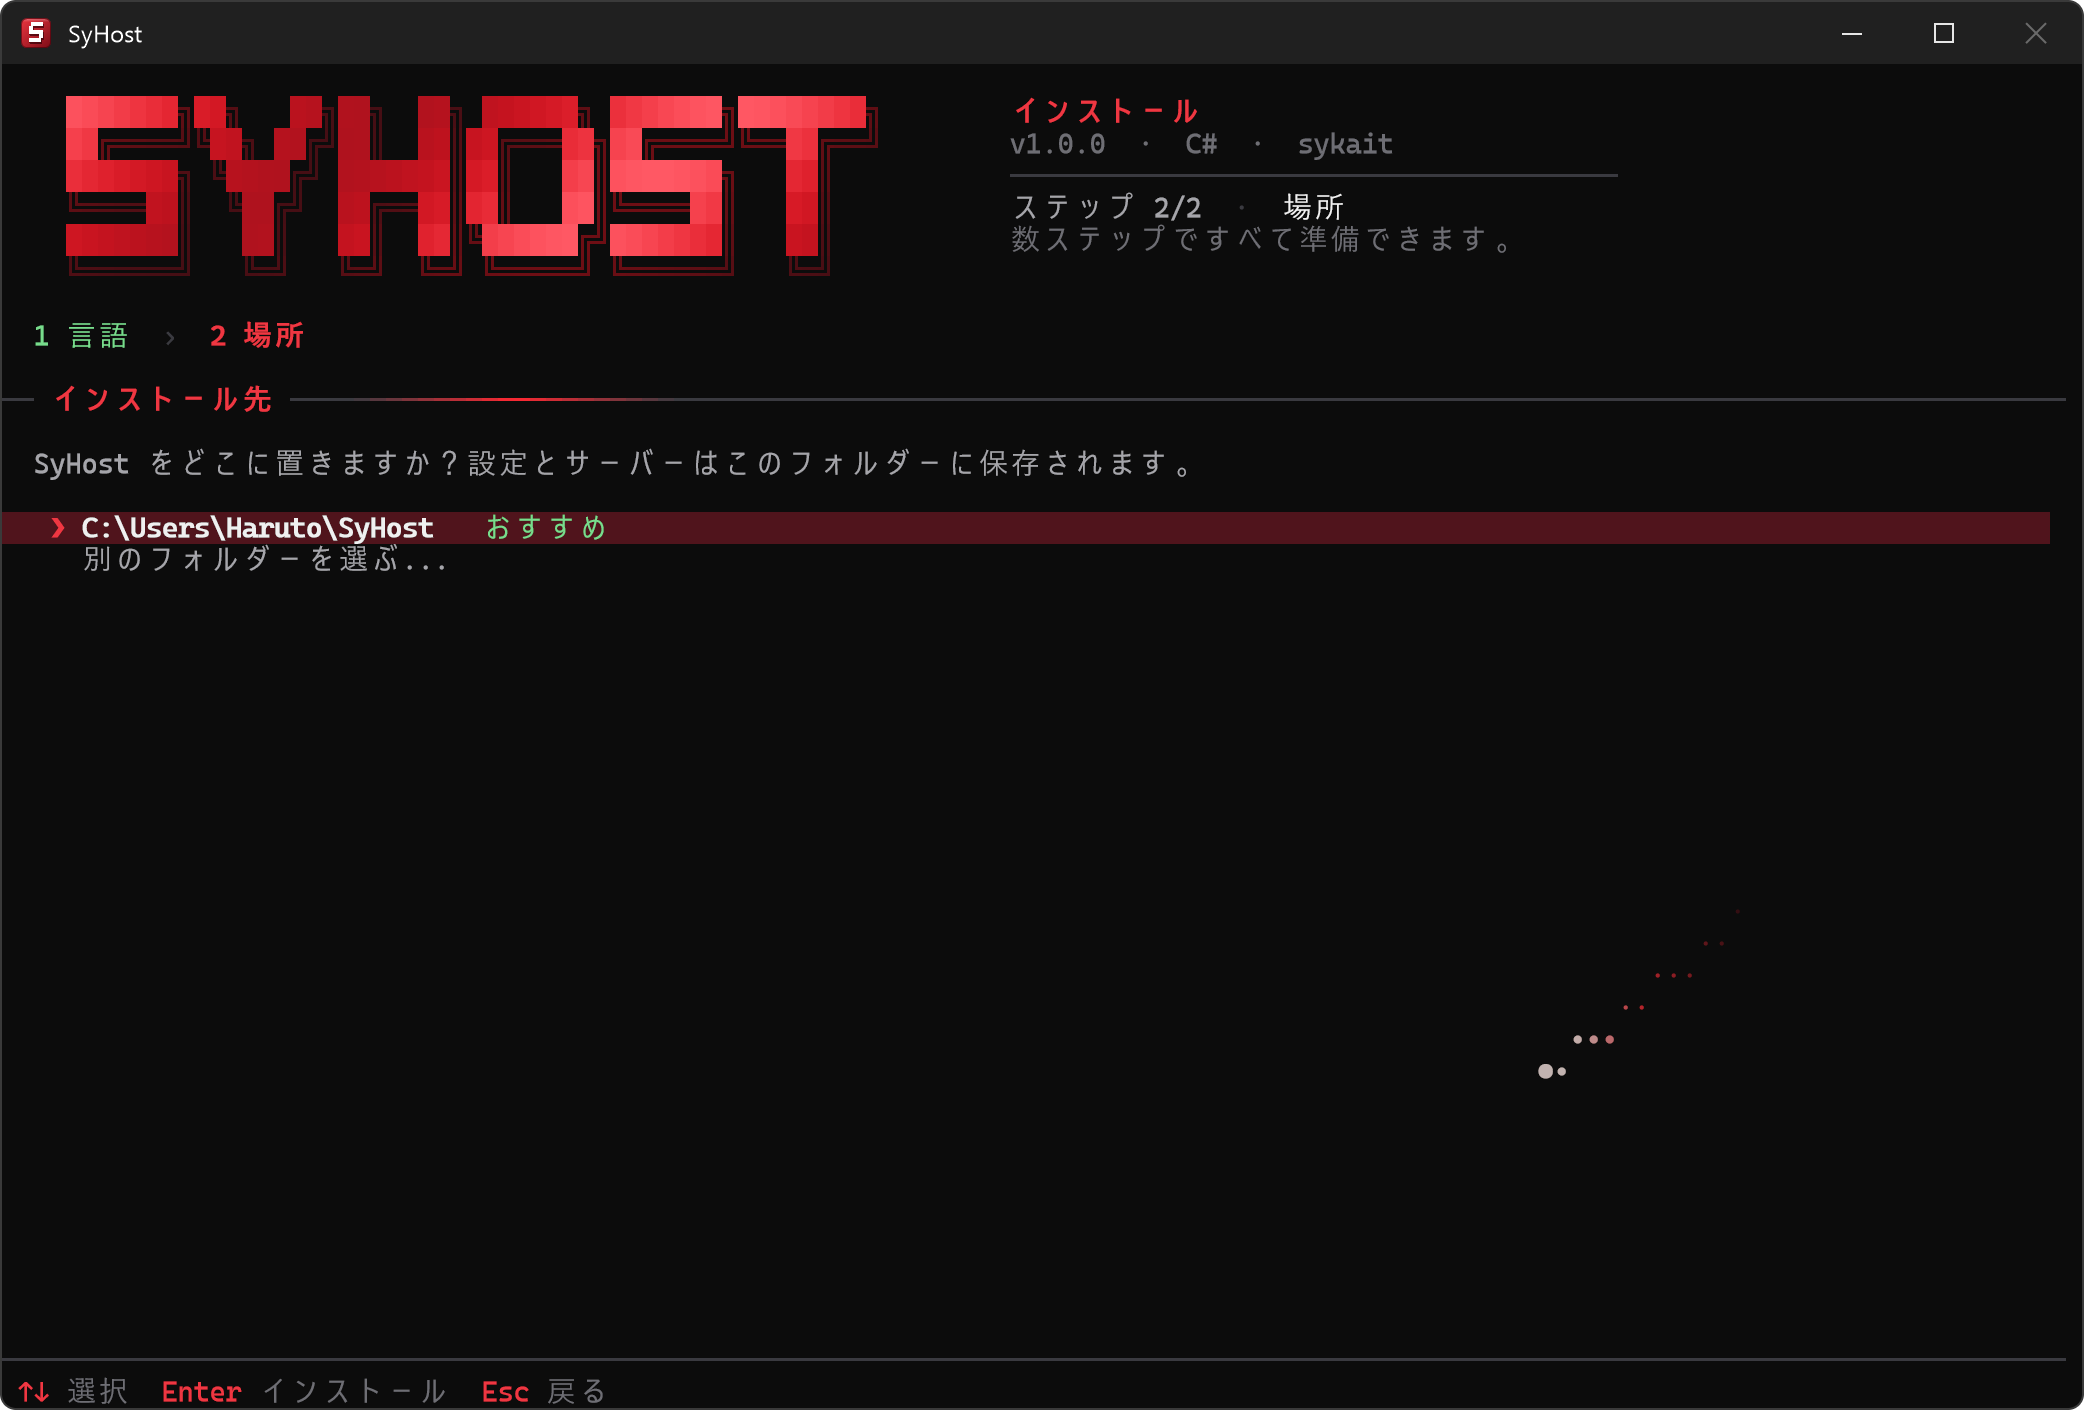 SyHost
SYHOST
インストール
v1.0.0 · C# · sykait
ステップ 2/2 · 場所
数ステップですべて準備できます。
1 言語 › 2 場所
インストール先
SyHost をどこに置きますか？設定とサーバーはこのフォルダーに保存されます。
❯ C:\Users\Haruto\SyHost おすすめ
別のフォルダーを選ぶ...
↑↓ 選択 Enter インストール Esc 戻る